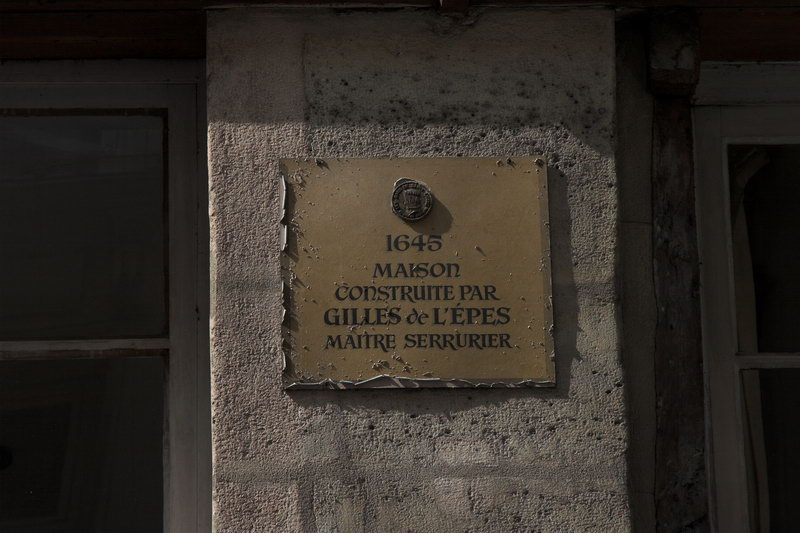 1645
MAISON
CONSTRUITE PAR
GILLES de L'ÉPES
MAITRE SERRURIER